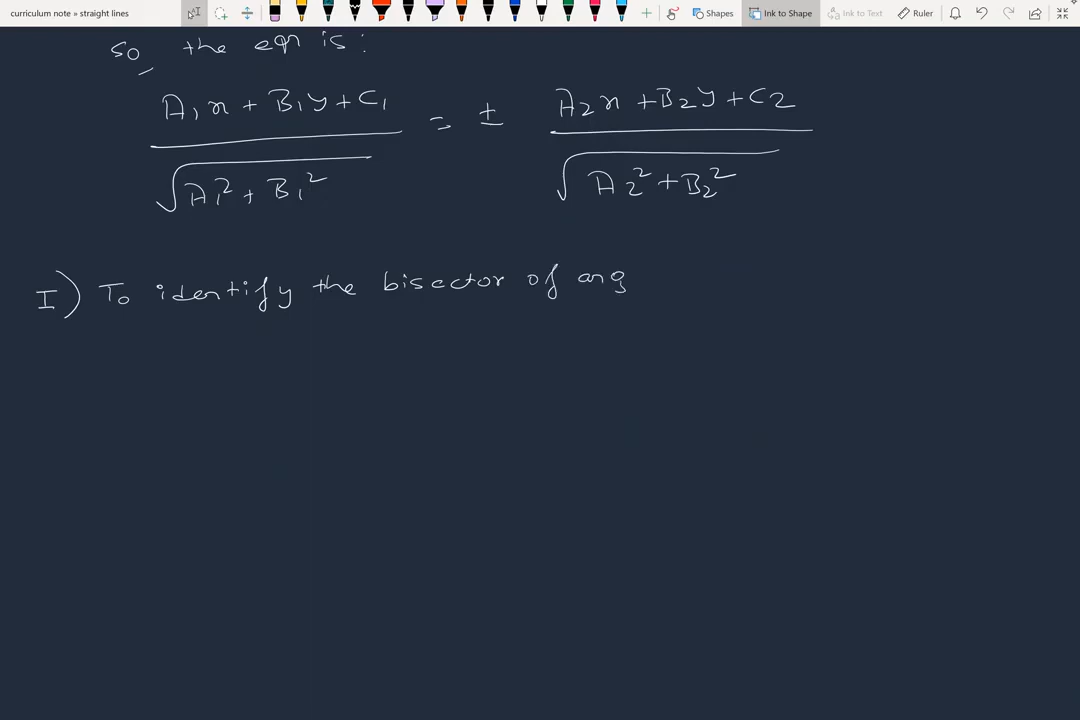 curriculum note » straight lines
Shapes
Ink to Shape
Ink to Text
Ruler
so, the eqn is:
A₁x + B₁y + C₁ / √A₁² + B₁² = ± A₂x + B₂y + C₂ / √A₂² + B₂²
I) To identify the bisector of ang